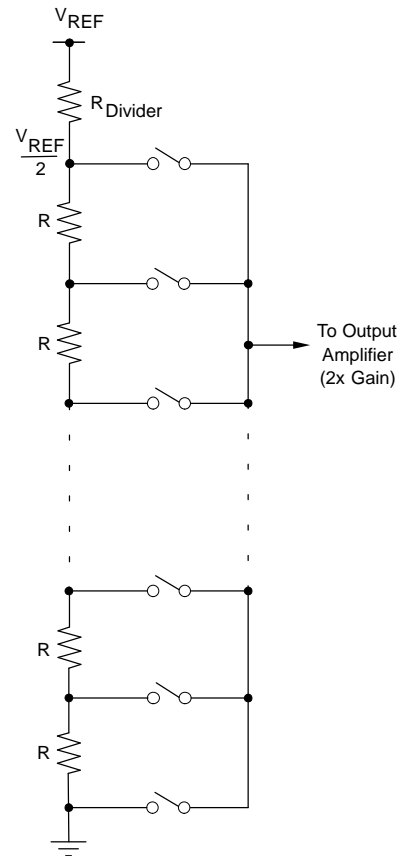 VREF
RDivider
VREF
2
R
R
To Output
Amplifier
(2x Gain)
R
R